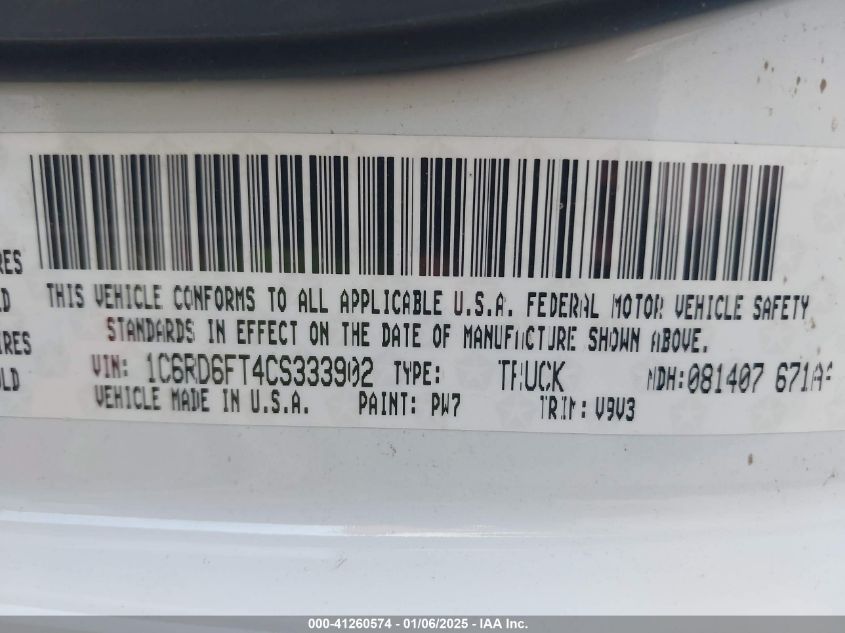 THIS VEHICLE CONFORMS TO ALL APPLICABLE U.S.A. FEDERAL MOTOR VEHICLE SAFETY
STANDARDS IN EFFECT ON THE DATE OF MANUFACTURE SHOWN ABOVE.
VIN: 1C6RD6FT4CS333902 TYPE: TRUCK MDH:081407 671AF
VEHICLE MADE IN U.S.A. PAINT: PW7 TRIM: V9V3
000-41260574 - 01/06/2025 - IAA Inc.